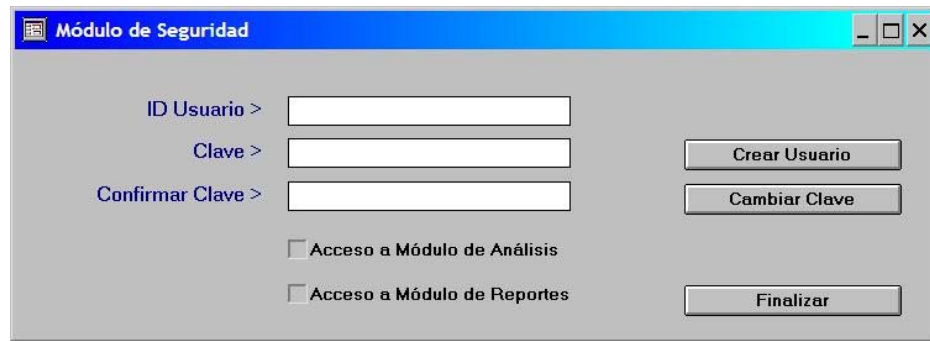 Módulo de Seguridad
ID Usuario >
Clave >
Crear Usuario
Confirmar Clave >
Cambiar Clave
Acceso a Módulo de Análisis
Acceso a Módulo de Reportes
Finalizar